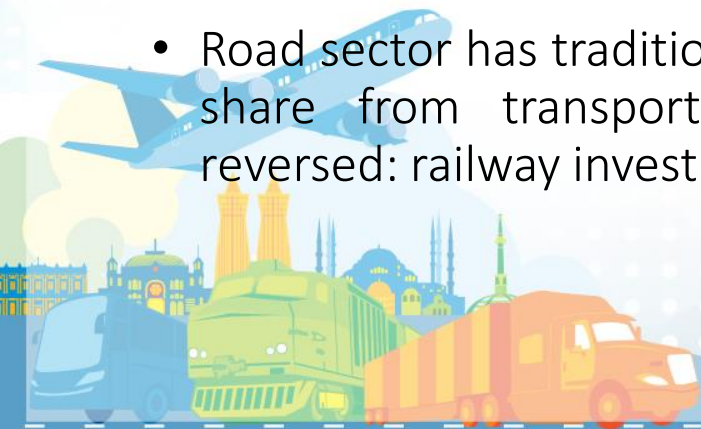 • Road sector has traditio
share from transport
reversed: railway invest